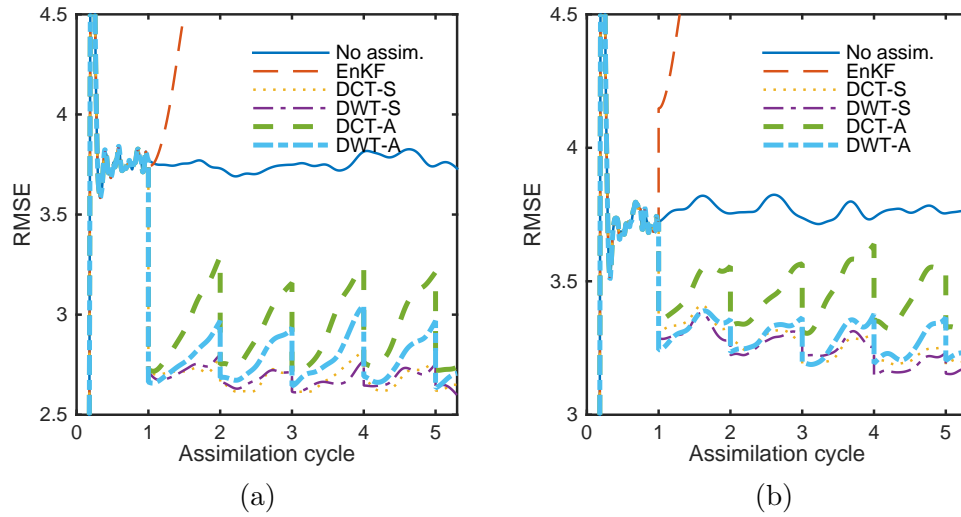 4.5
4
3.5
3
2.5
RMSE
0 1 2 3 4 5
Assimilation cycle
No assim.
EnKF
DCT-S
DWT-S
DCT-A
DWT-A
(a)
4.5
4
3.5
3
RMSE
0 1 2 3 4 5
Assimilation cycle
No assim.
EnKF
DCT-S
DWT-S
DCT-A
DWT-A
(b)